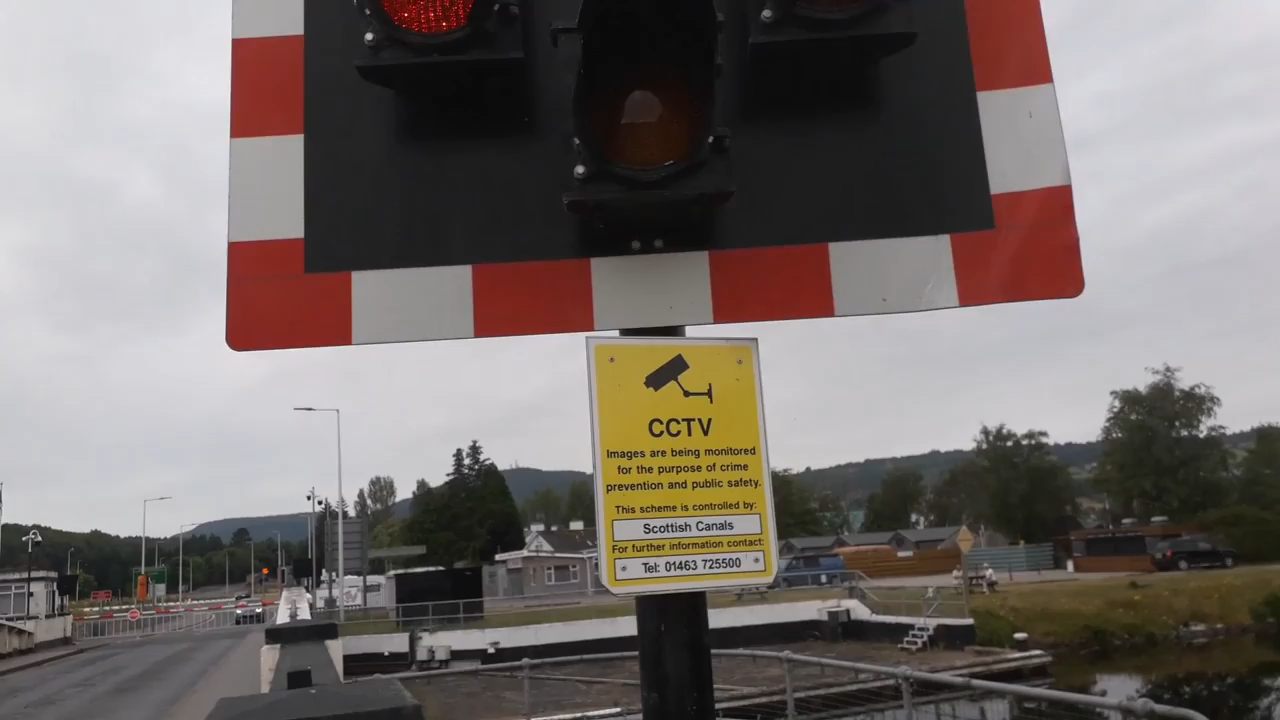 CCTV
Images are being monitored
for the purpose of crime
prevention and public safety.
This scheme is controlled by:
Scottish Canals
For further information contact:
Tel: 01463 725500